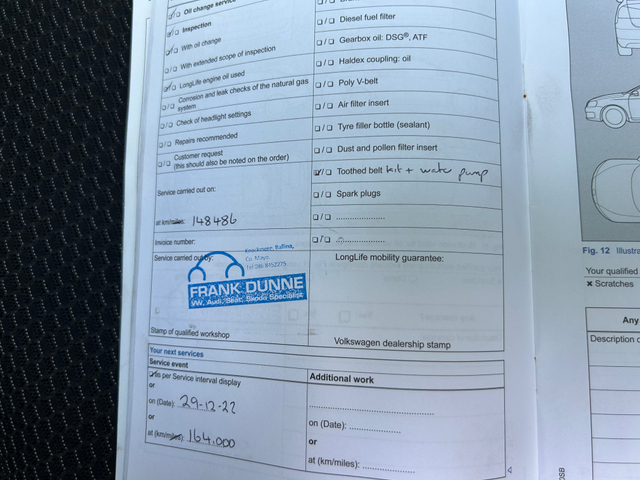 Oil change service
Inspection
With oil change
With extended scope of inspection
LongLife engine oil used
Corrosion and leak checks of the natural gas
system
Check of headlight settings
Repairs recommended
Customer request
(this should also be noted on the order)
Service carried out on:
at km/miles: 148486
Invoice number:
Service carried out by:
Co. Mayo
FRANK DUNNE
VW, Audi, Seat, Skoda Specialist
Stamp of qualified workshop
Diesel fuel filter
Gearbox oil: DSG®, ATF
Haldex coupling: oil
Poly V-belt
Air filter insert
Tyre filler bottle (sealant)
Dust and pollen filter insert
Toothed belt kit + water pump
Spark plugs
LongLife mobility guarantee:
Volkswagen dealership stamp
Your next services
Service event
as per Service interval display
or
on (Date): 29-12-22
or
at (km/miles): 164.000
Additional work
on (Date):
or
at (km/miles):
Fig. 12 Illustra
Your qualified
× Scratches
Any
Description o